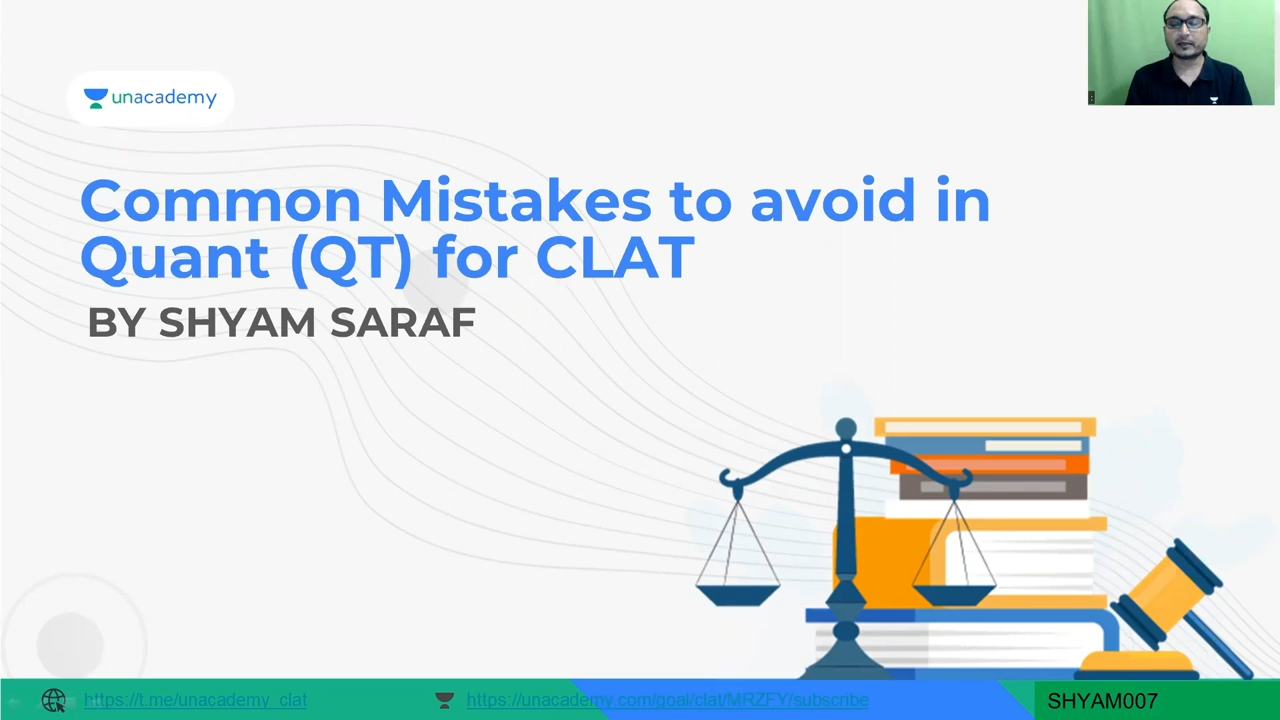 unacademy
Common Mistakes to avoid in
Quant (QT) for CLAT
BY SHYAM SARAF
https://t.me/unacademy_clat
https://unacademy.com/goal/clat/MRZFY/subscribe
SHYAM007